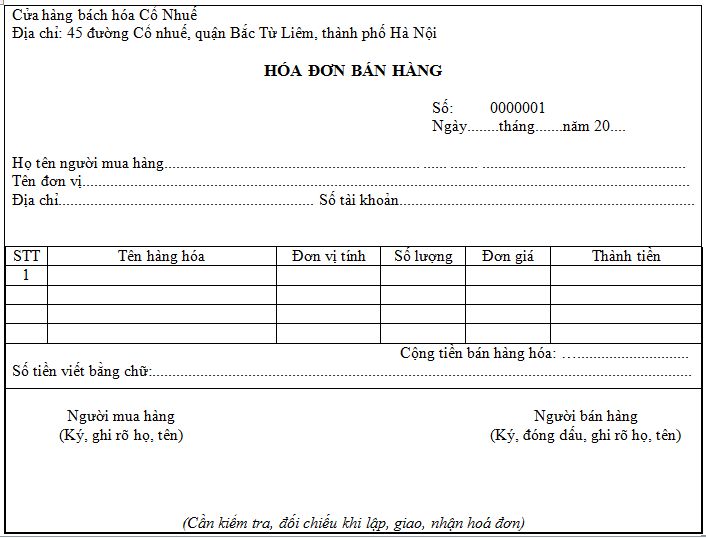 Cửa hàng bách hóa Cổ Nhuế
Địa chỉ: 45 đường Cổ nhuế, quận Bắc Từ Liêm, thành phố Hà Nội
HÓA ĐƠN BÁN HÀNG
Số: 0000001
Ngày........tháng.......năm 20....
Họ tên người mua hàng.................................................................. ....................................................................
Tên đơn vị..............................................................................................................................................................
Địa chỉ.................................................................. Số tài khoản.............................................................................
STT Tên hàng hóa Đơn vị tính Số lượng Đơn giá Thành tiền
1
Cộng tiền bán hàng hóa: ….............................
Số tiền viết bằng chữ:............................................................................................................................................
Người mua hàng Người bán hàng
(Ký, ghi rõ họ, tên) (Ký, đóng dấu, ghi rõ họ, tên)
(Cần kiểm tra, đối chiếu khi lập, giao, nhận hoá đơn)